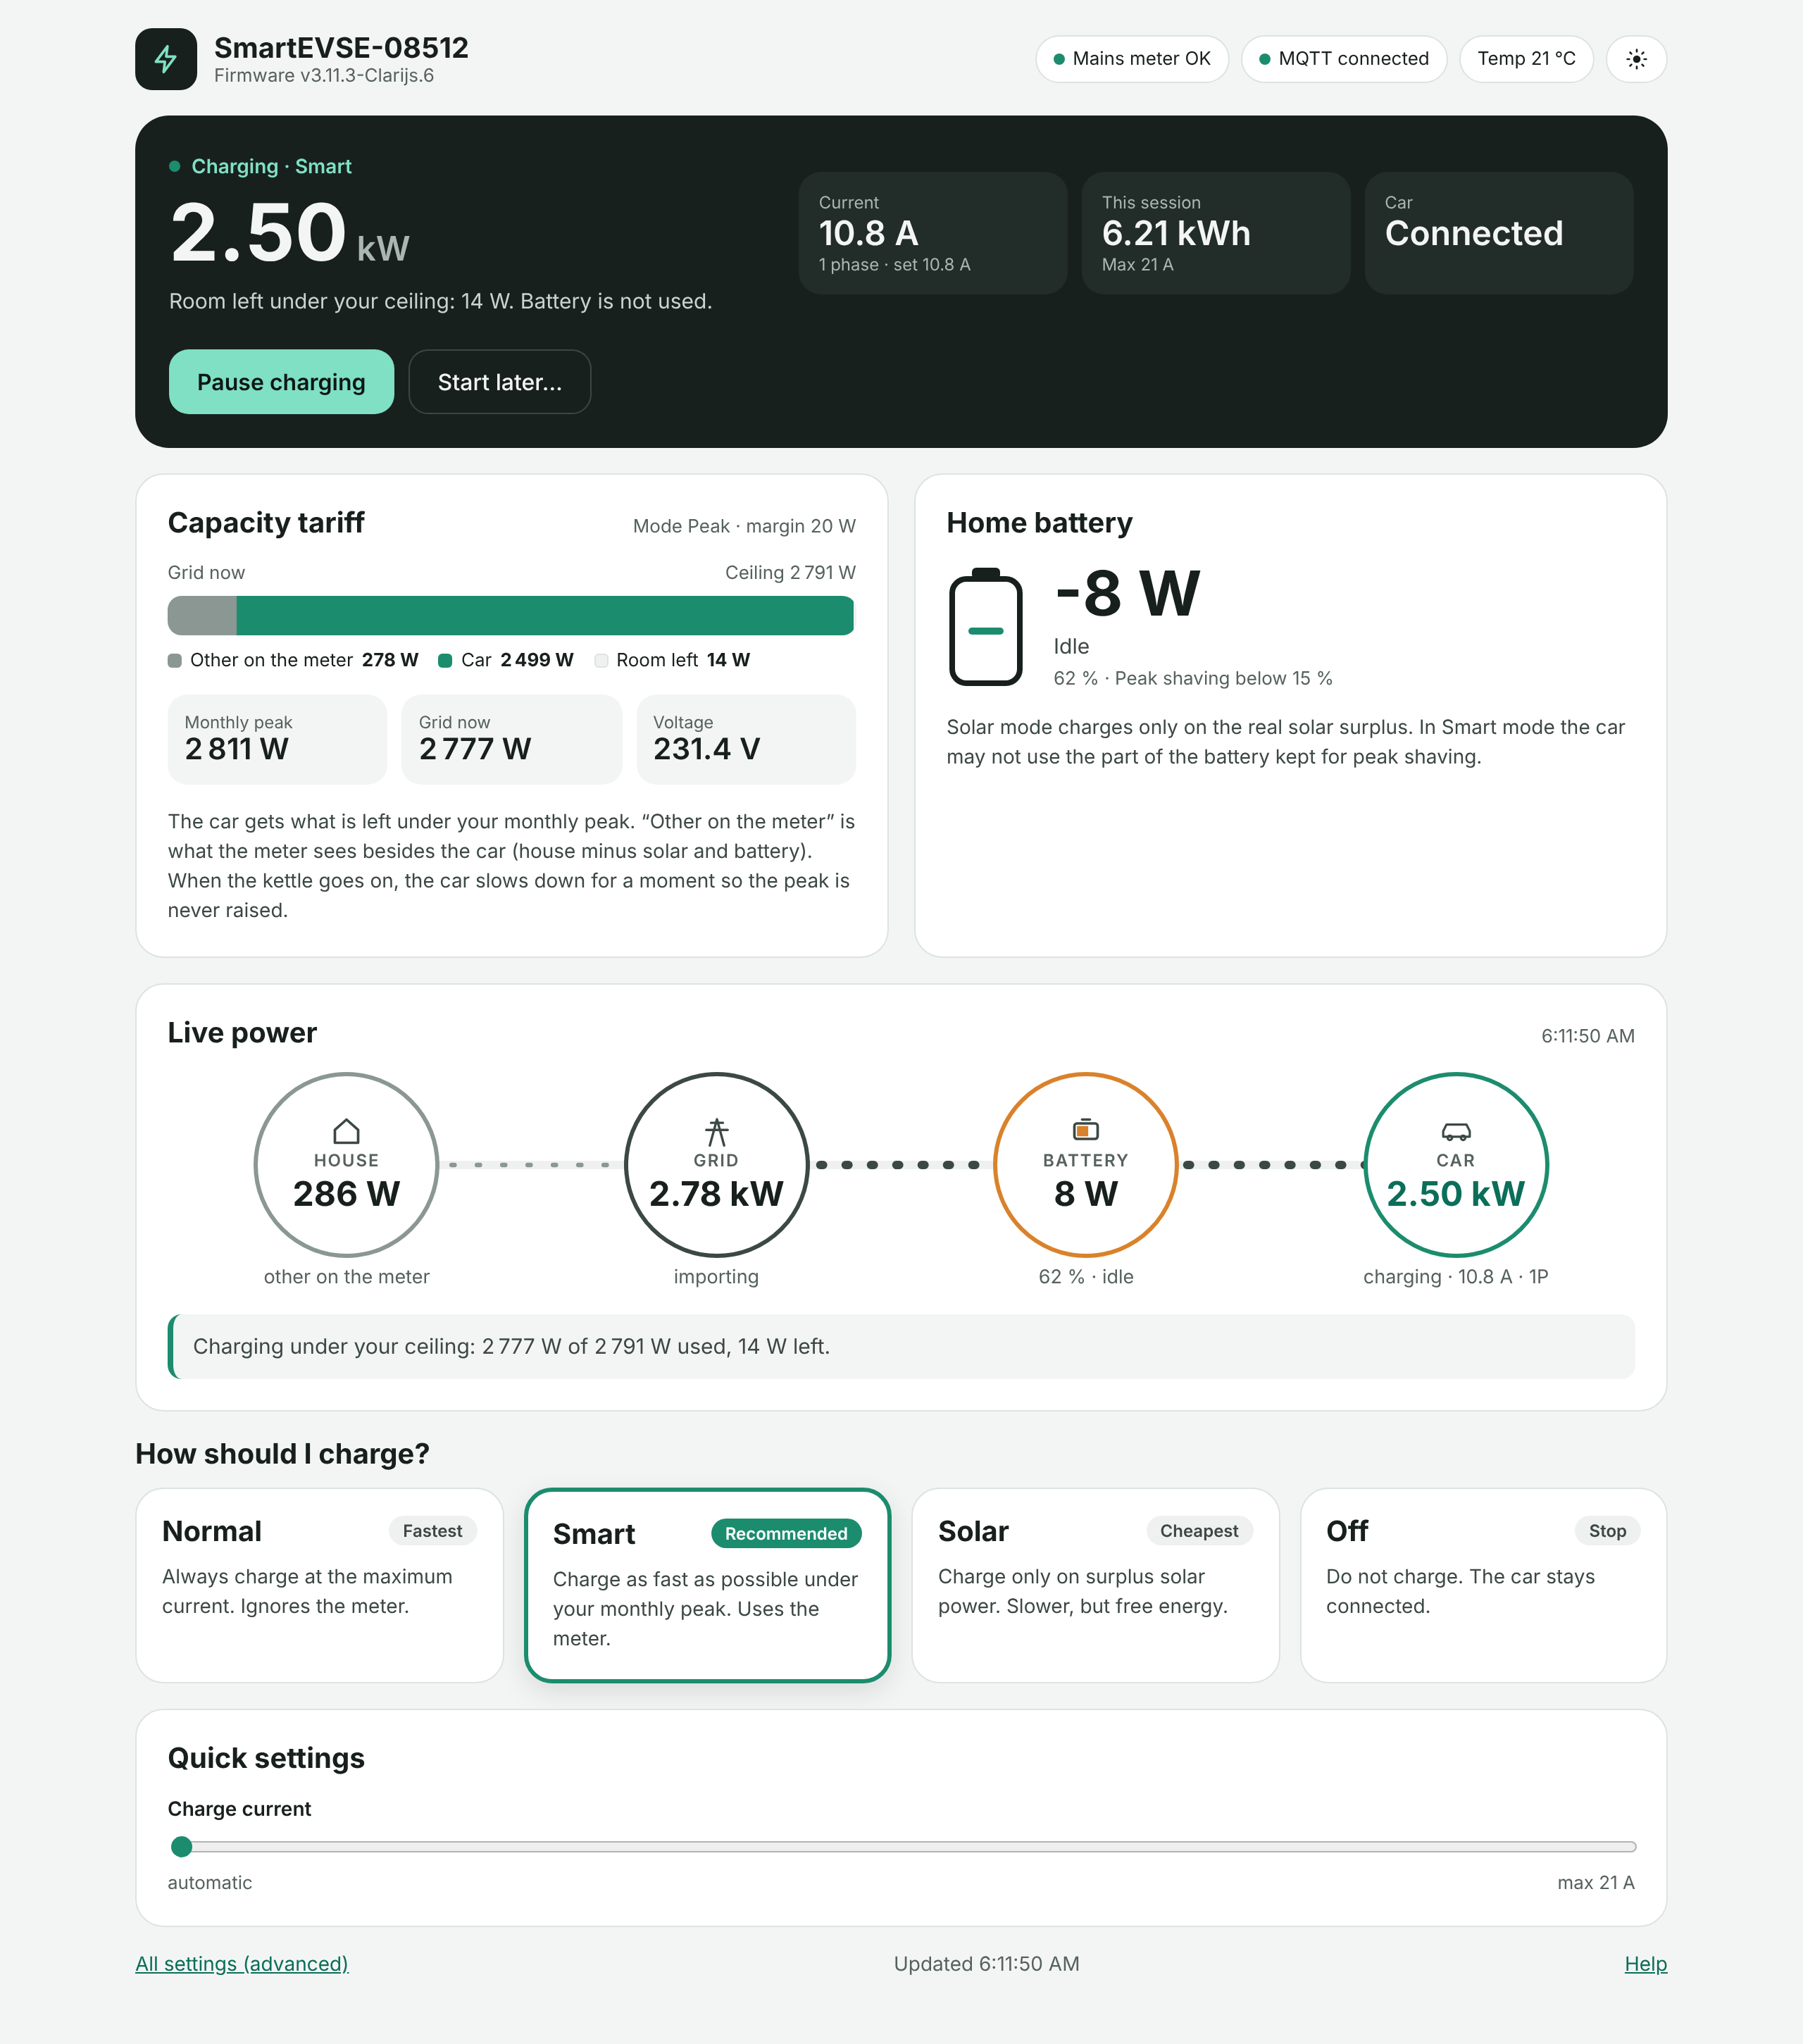 SmartEVSE-08512
Firmware v3.11.3-Clarijs.6
Mains meter OK
MQTT connected
Temp 21 °C
Charging · Smart
2.50 kW
Room left under your ceiling: 14 W. Battery is not used.
Pause charging
Start later...
Current
10.8 A
1 phase · set 10.8 A
This session
6.21 kWh
Max 21 A
Car
Connected
Capacity tariff
Mode Peak · margin 20 W
Grid now
Ceiling 2 791 W
Other on the meter 278 W
Car 2 499 W
Room left 14 W
Monthly peak
2 811 W
Grid now
2 777 W
Voltage
231.4 V
The car gets what is left under your monthly peak. “Other on the meter” is
what the meter sees besides the car (house minus solar and battery).
When the kettle goes on, the car slows down for a moment so the peak is
never raised.
Home battery
-8 W
Idle
62 % · Peak shaving below 15 %
Solar mode charges only on the real solar surplus. In Smart mode the car
may not use the part of the battery kept for peak shaving.
Live power
6:11:50 AM
HOUSE
286 W
other on the meter
GRID
2.78 kW
importing
BATTERY
8 W
62 % · idle
CAR
2.50 kW
charging · 10.8 A · 1P
Charging under your ceiling: 2 777 W of 2 791 W used, 14 W left.
How should I charge?
Normal
Fastest
Always charge at the maximum
current. Ignores the meter.
Smart
Recommended
Charge as fast as possible under
your monthly peak. Uses the
meter.
Solar
Cheapest
Charge only on surplus solar
power. Slower, but free energy.
Off
Stop
Do not charge. The car stays
connected.
Quick settings
Charge current
automatic
max 21 A
All settings (advanced)
Updated 6:11:50 AM
Help